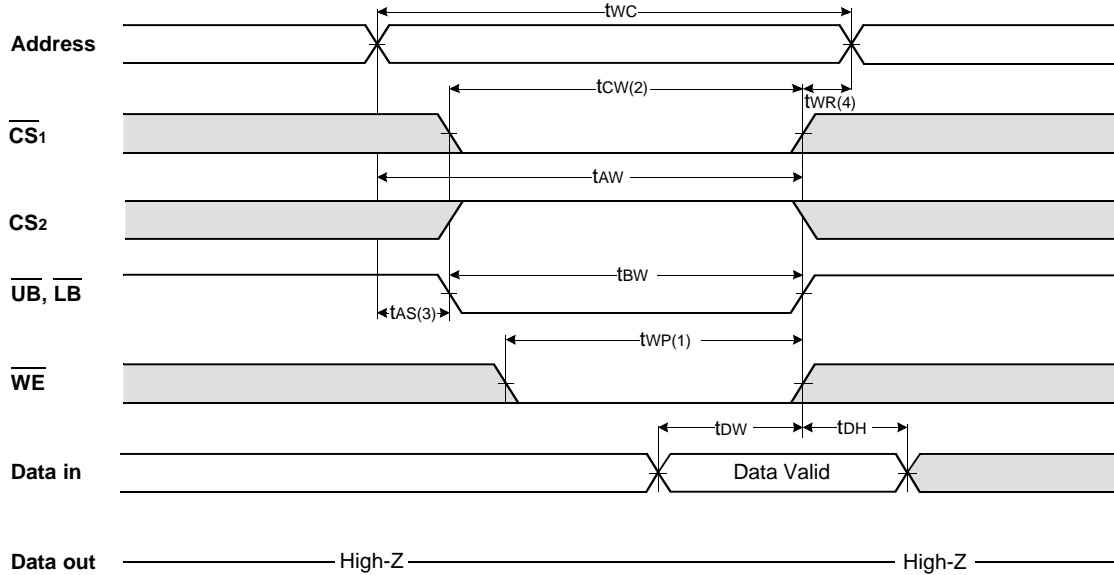 tWC
Address
tCW(2)
tWR(4)
CS1
tAW
CS2
tBW
UB, LB
tAS(3)
tWP(1)
WE
tDW
tDH
Data in
Data Valid
Data out
High-Z
High-Z